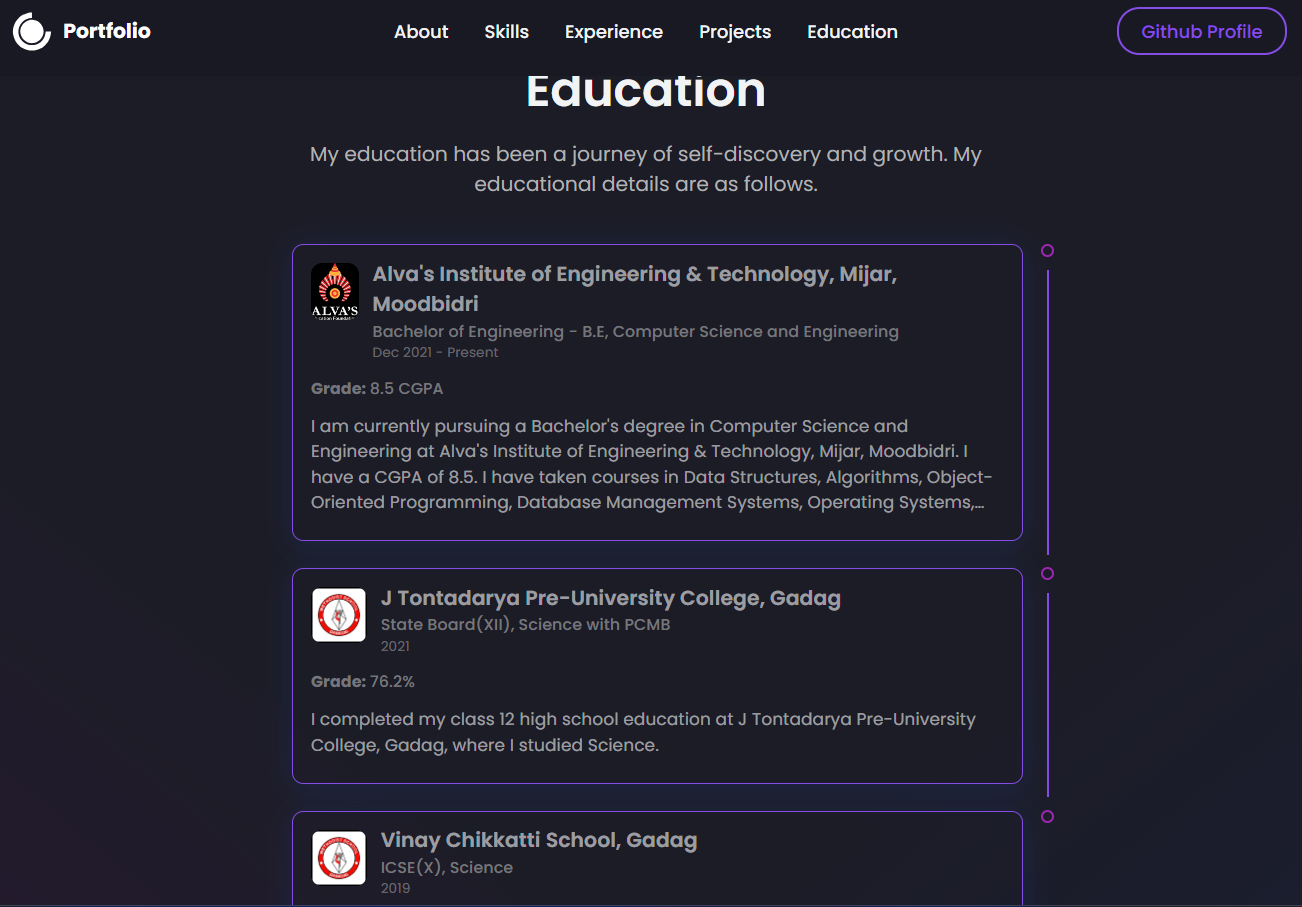 Portfolio
About
Skills
Experience
Projects
Education
Github Profile
Education
My education has been a journey of self-discovery and growth. My
educational details are as follows.
ALVA'S
Alva's Institute of Engineering & Technology, Mijar,
Moodbidri
Bachelor of Engineering - B.E, Computer Science and Engineering
Dec 2021 - Present
Grade: 8.5 CGPA
I am currently pursuing a Bachelor's degree in Computer Science and
Engineering at Alva's Institute of Engineering & Technology, Mijar, Moodbidri. I
have a CGPA of 8.5. I have taken courses in Data Structures, Algorithms, Object-
Oriented Programming, Database Management Systems, Operating Systems,...
J Tontadarya Pre-University College, Gadag
State Board(XII), Science with PCMB
2021
Grade: 76.2%
I completed my class 12 high school education at J Tontadarya Pre-University
College, Gadag, where I studied Science.
Vinay Chikkatti School, Gadag
ICSE(X), Science
2019